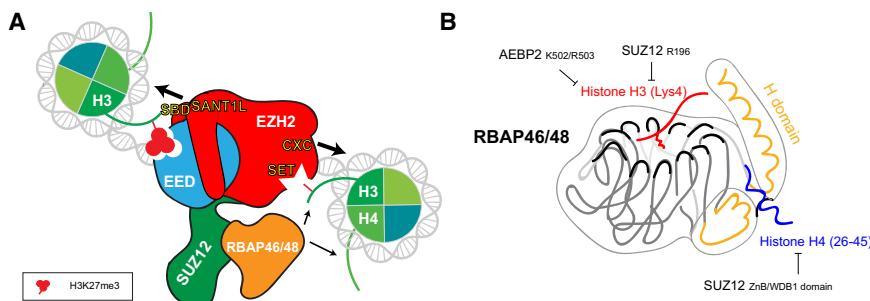 A
H3
SBD
SANT1L
EZH2
CXC
EED
SET
H3
H4
SUZ12
RBAP46/48
H3K27me3
B
AEBP2 K502/R503
SUZ12 R196
Histone H3 (Lys4)
H domain
RBAP46/48
Histone H4 (26-45)
SUZ12 ZnB/WDB1 domain